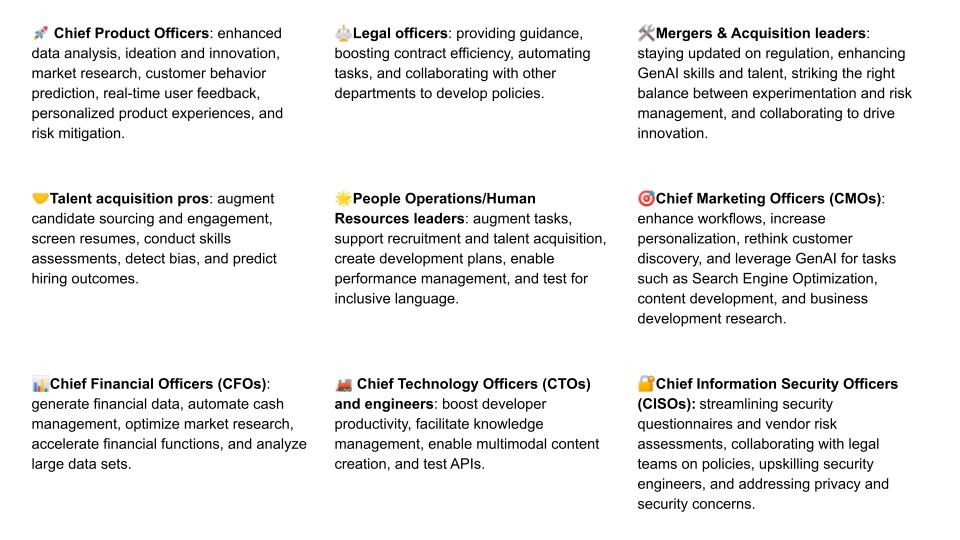 🚀 Chief Product Officers: enhanced
data analysis, ideation and innovation,
market research, customer behavior
prediction, real-time user feedback,
personalized product experiences, and
risk mitigation.
⚖️Legal officers: providing guidance,
boosting contract efficiency, automating
tasks, and collaborating with other
departments to develop policies.
🛠️Mergers & Acquisition leaders:
staying updated on regulation, enhancing
GenAI skills and talent, striking the right
balance between experimentation and risk
management, and collaborating to drive
innovation.
🤝Talent acquisition pros: augment
candidate sourcing and engagement,
screen resumes, conduct skills
assessments, detect bias, and predict
hiring outcomes.
🌟People Operations/Human
Resources leaders: augment tasks,
support recruitment and talent acquisition,
create development plans, enable
performance management, and test for
inclusive language.
🎯Chief Marketing Officers (CMOs):
enhance workflows, increase
personalization, rethink customer
discovery, and leverage GenAI for tasks
such as Search Engine Optimization,
content development, and business
development research.
📊Chief Financial Officers (CFOs):
generate financial data, automate cash
management, optimize market research,
accelerate financial functions, and analyze
large data sets.
🚂 Chief Technology Officers (CTOs)
and engineers: boost developer
productivity, facilitate knowledge
management, enable multimodal content
creation, and test APIs.
🔐Chief Information Security Officers
(CISOs): streamlining security
questionnaires and vendor risk
assessments, collaborating with legal
teams on policies, upskilling security
engineers, and addressing privacy and
security concerns.